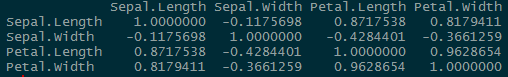 Sepal.Length Sepal.Width Petal.Length Petal.Width
Sepal.Length 1.0000000 -0.1175698 0.8717538 0.8179411
Sepal.Width -0.1175698 1.0000000 -0.4284401 -0.3661259
Petal.Length 0.8717538 -0.4284401 1.0000000 0.9628654
Petal.Width 0.8179411 -0.3661259 0.9628654 1.0000000